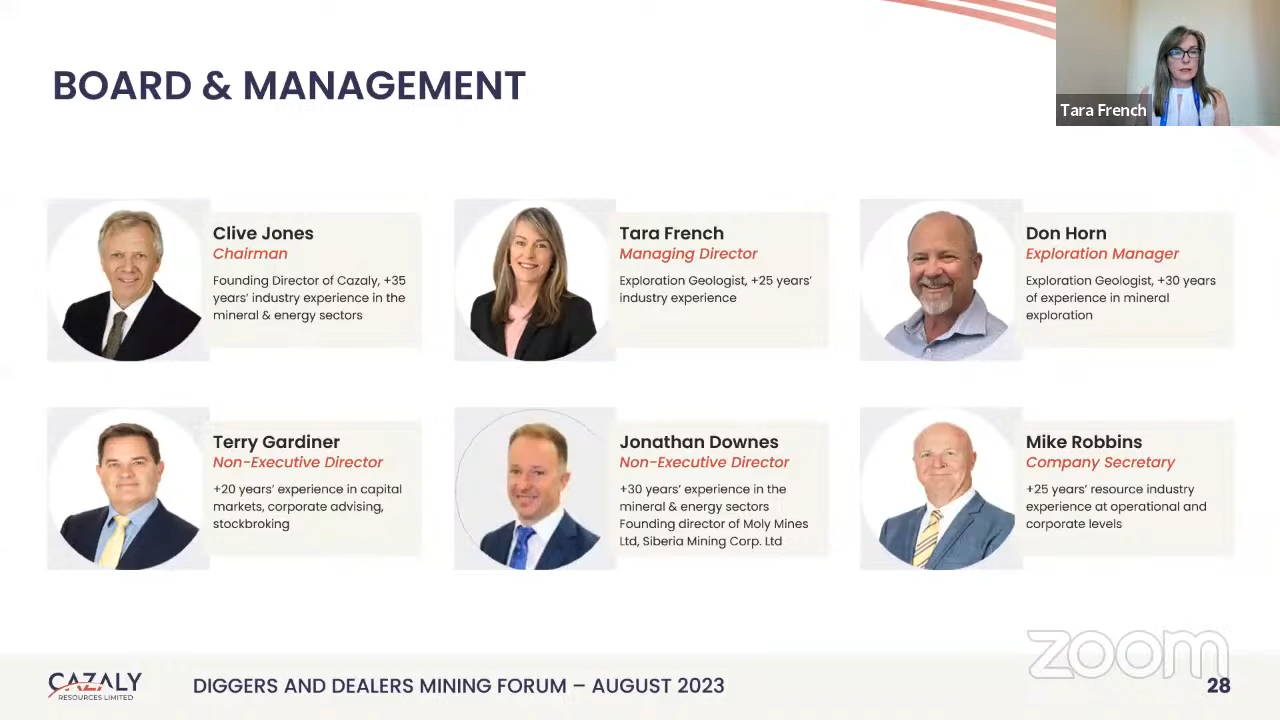 BOARD & MANAGEMENT
Tara French
Clive Jones
Chairman
Founding Director of Cazaly, +35
years' industry experience in the
mineral & energy sectors
Tara French
Managing Director
Exploration Geologist, +25 years'
industry experience
Don Horn
Exploration Manager
Exploration Geologist, +30 years
of experience in mineral
exploration
Terry Gardiner
Non-Executive Director
+20 years' experience in capital
markets, corporate advising,
stockbroking
Jonathan Downes
Non-Executive Director
+30 years' experience in the
mineral & energy sectors
Founding director of Moly Mines
Ltd, Siberia Mining Corp. Ltd
Mike Robbins
Company Secretary
+25 years' resource industry
experience at operational and
corporate levels
zoom
CAZALY
RESOURCES LIMITED
DIGGERS AND DEALERS MINING FORUM – AUGUST 2023
28